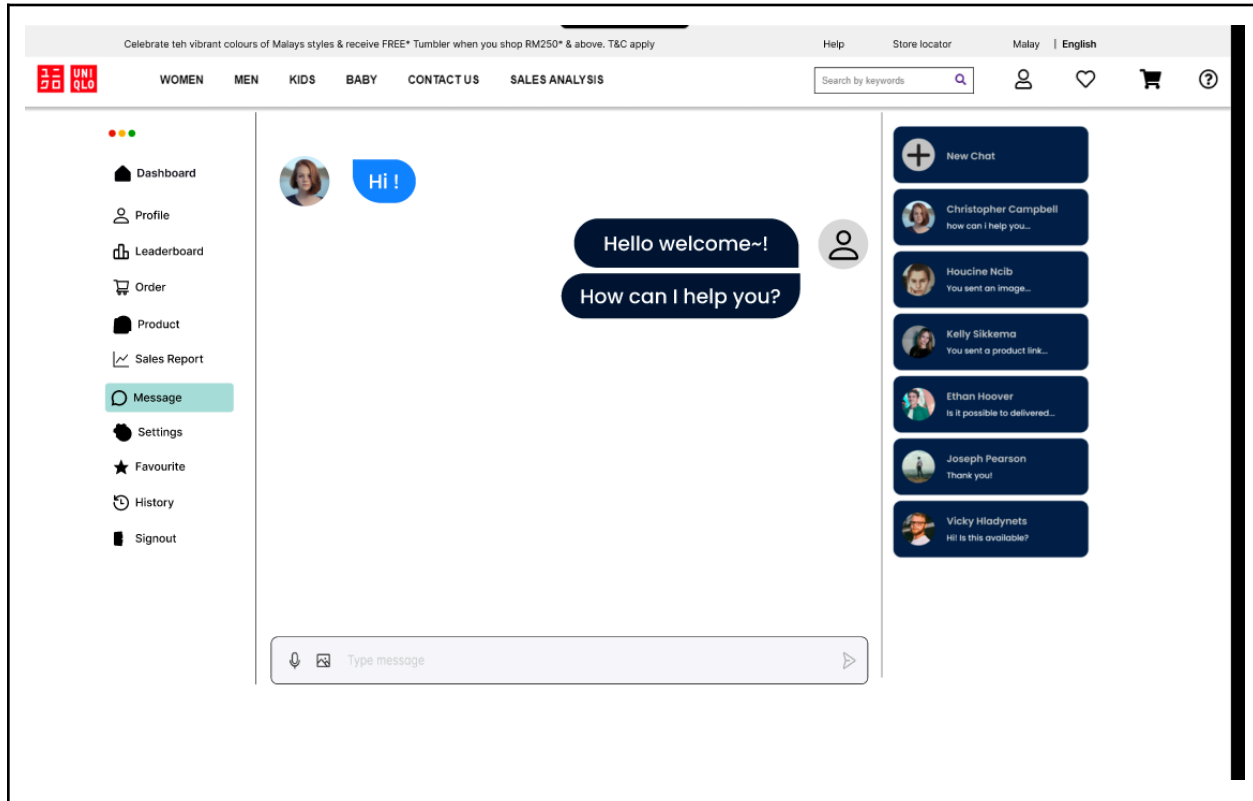 Celebrate teh vibrant colours of Malays styles & receive FREE* Tumbler when you shop RM250* & above. T&C apply
Help
Store locator
Malay | English
ユニ
クロ
UNI
QLO
WOMEN
MEN
KIDS
BABY
CONTACT US
SALES ANALYSIS
Search by keywords
Dashboard
Profile
Leaderboard
Order
Product
Sales Report
Message
Settings
Favourite
History
Signout
Hi !
Hello welcome~!
How can I help you?
Type message
New Chat
Christopher Campbell
how can i help you...
Houcine Ncib
You sent an image...
Kelly Sikkema
You sent a product link...
Ethan Hoover
Is it possible to delivered...
Joseph Pearson
Thank you!
Vicky Hladynets
Hi! Is this available?